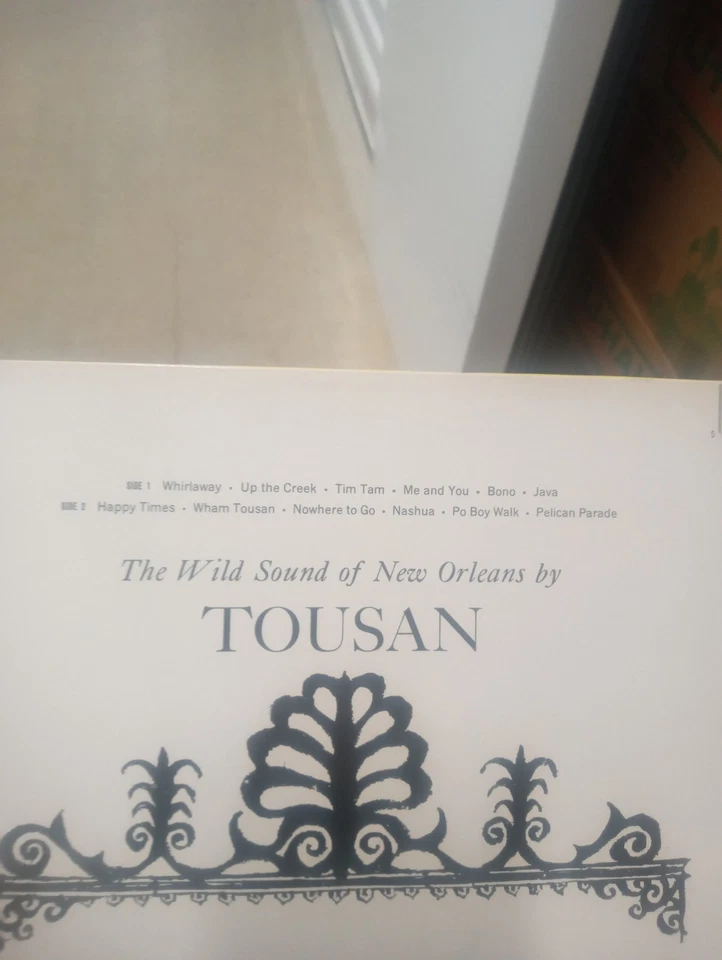 SIDE 1 Whirlaway • Up the Creek • Tim Tam • Me and You • Bono • Java
SIDE 2 Happy Times • Wham Tousan • Nowhere to Go • Nashua • Po Boy Walk • Pelican Parade
The Wild Sound of New Orleans by
TOUSAN